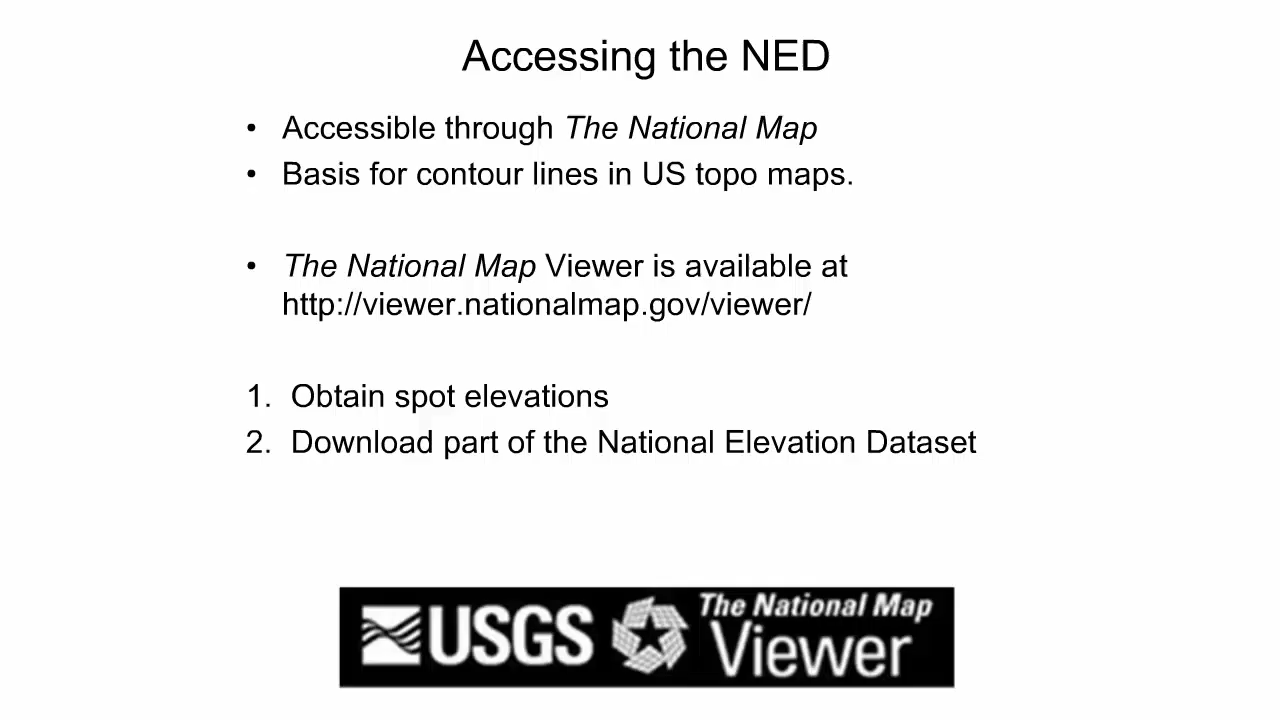 Accessing the NED
• Accessible through The National Map
• Basis for contour lines in US topo maps.
• The National Map Viewer is available at
http://viewer.nationalmap.gov/viewer/
1. Obtain spot elevations
2. Download part of the National Elevation Dataset
USGS The National Map
Viewer